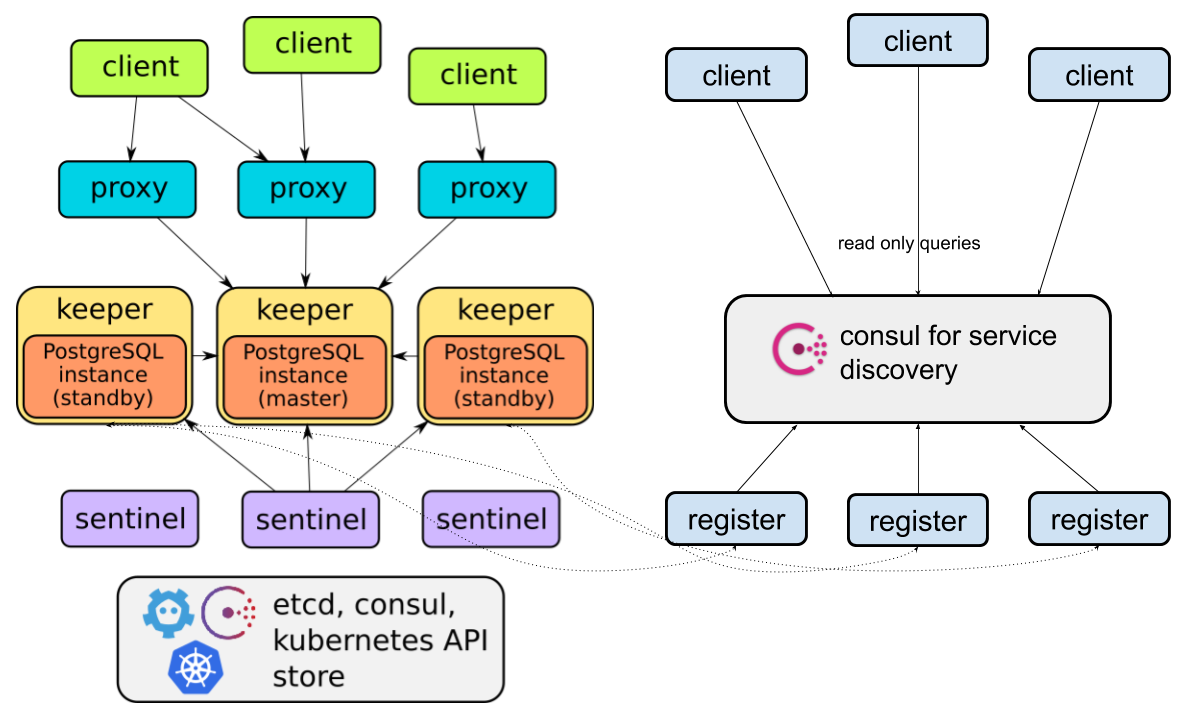 client
client
client
proxy
proxy
proxy
keeper
PostgreSQL
instance
(standby)
keeper
PostgreSQL
instance
(master)
keeper
PostgreSQL
instance
(standby)
sentinel
sentinel
sentinel
etcd, consul,
kubernetes API
store
client
client
client
read only queries
consul for service
discovery
register
register
register